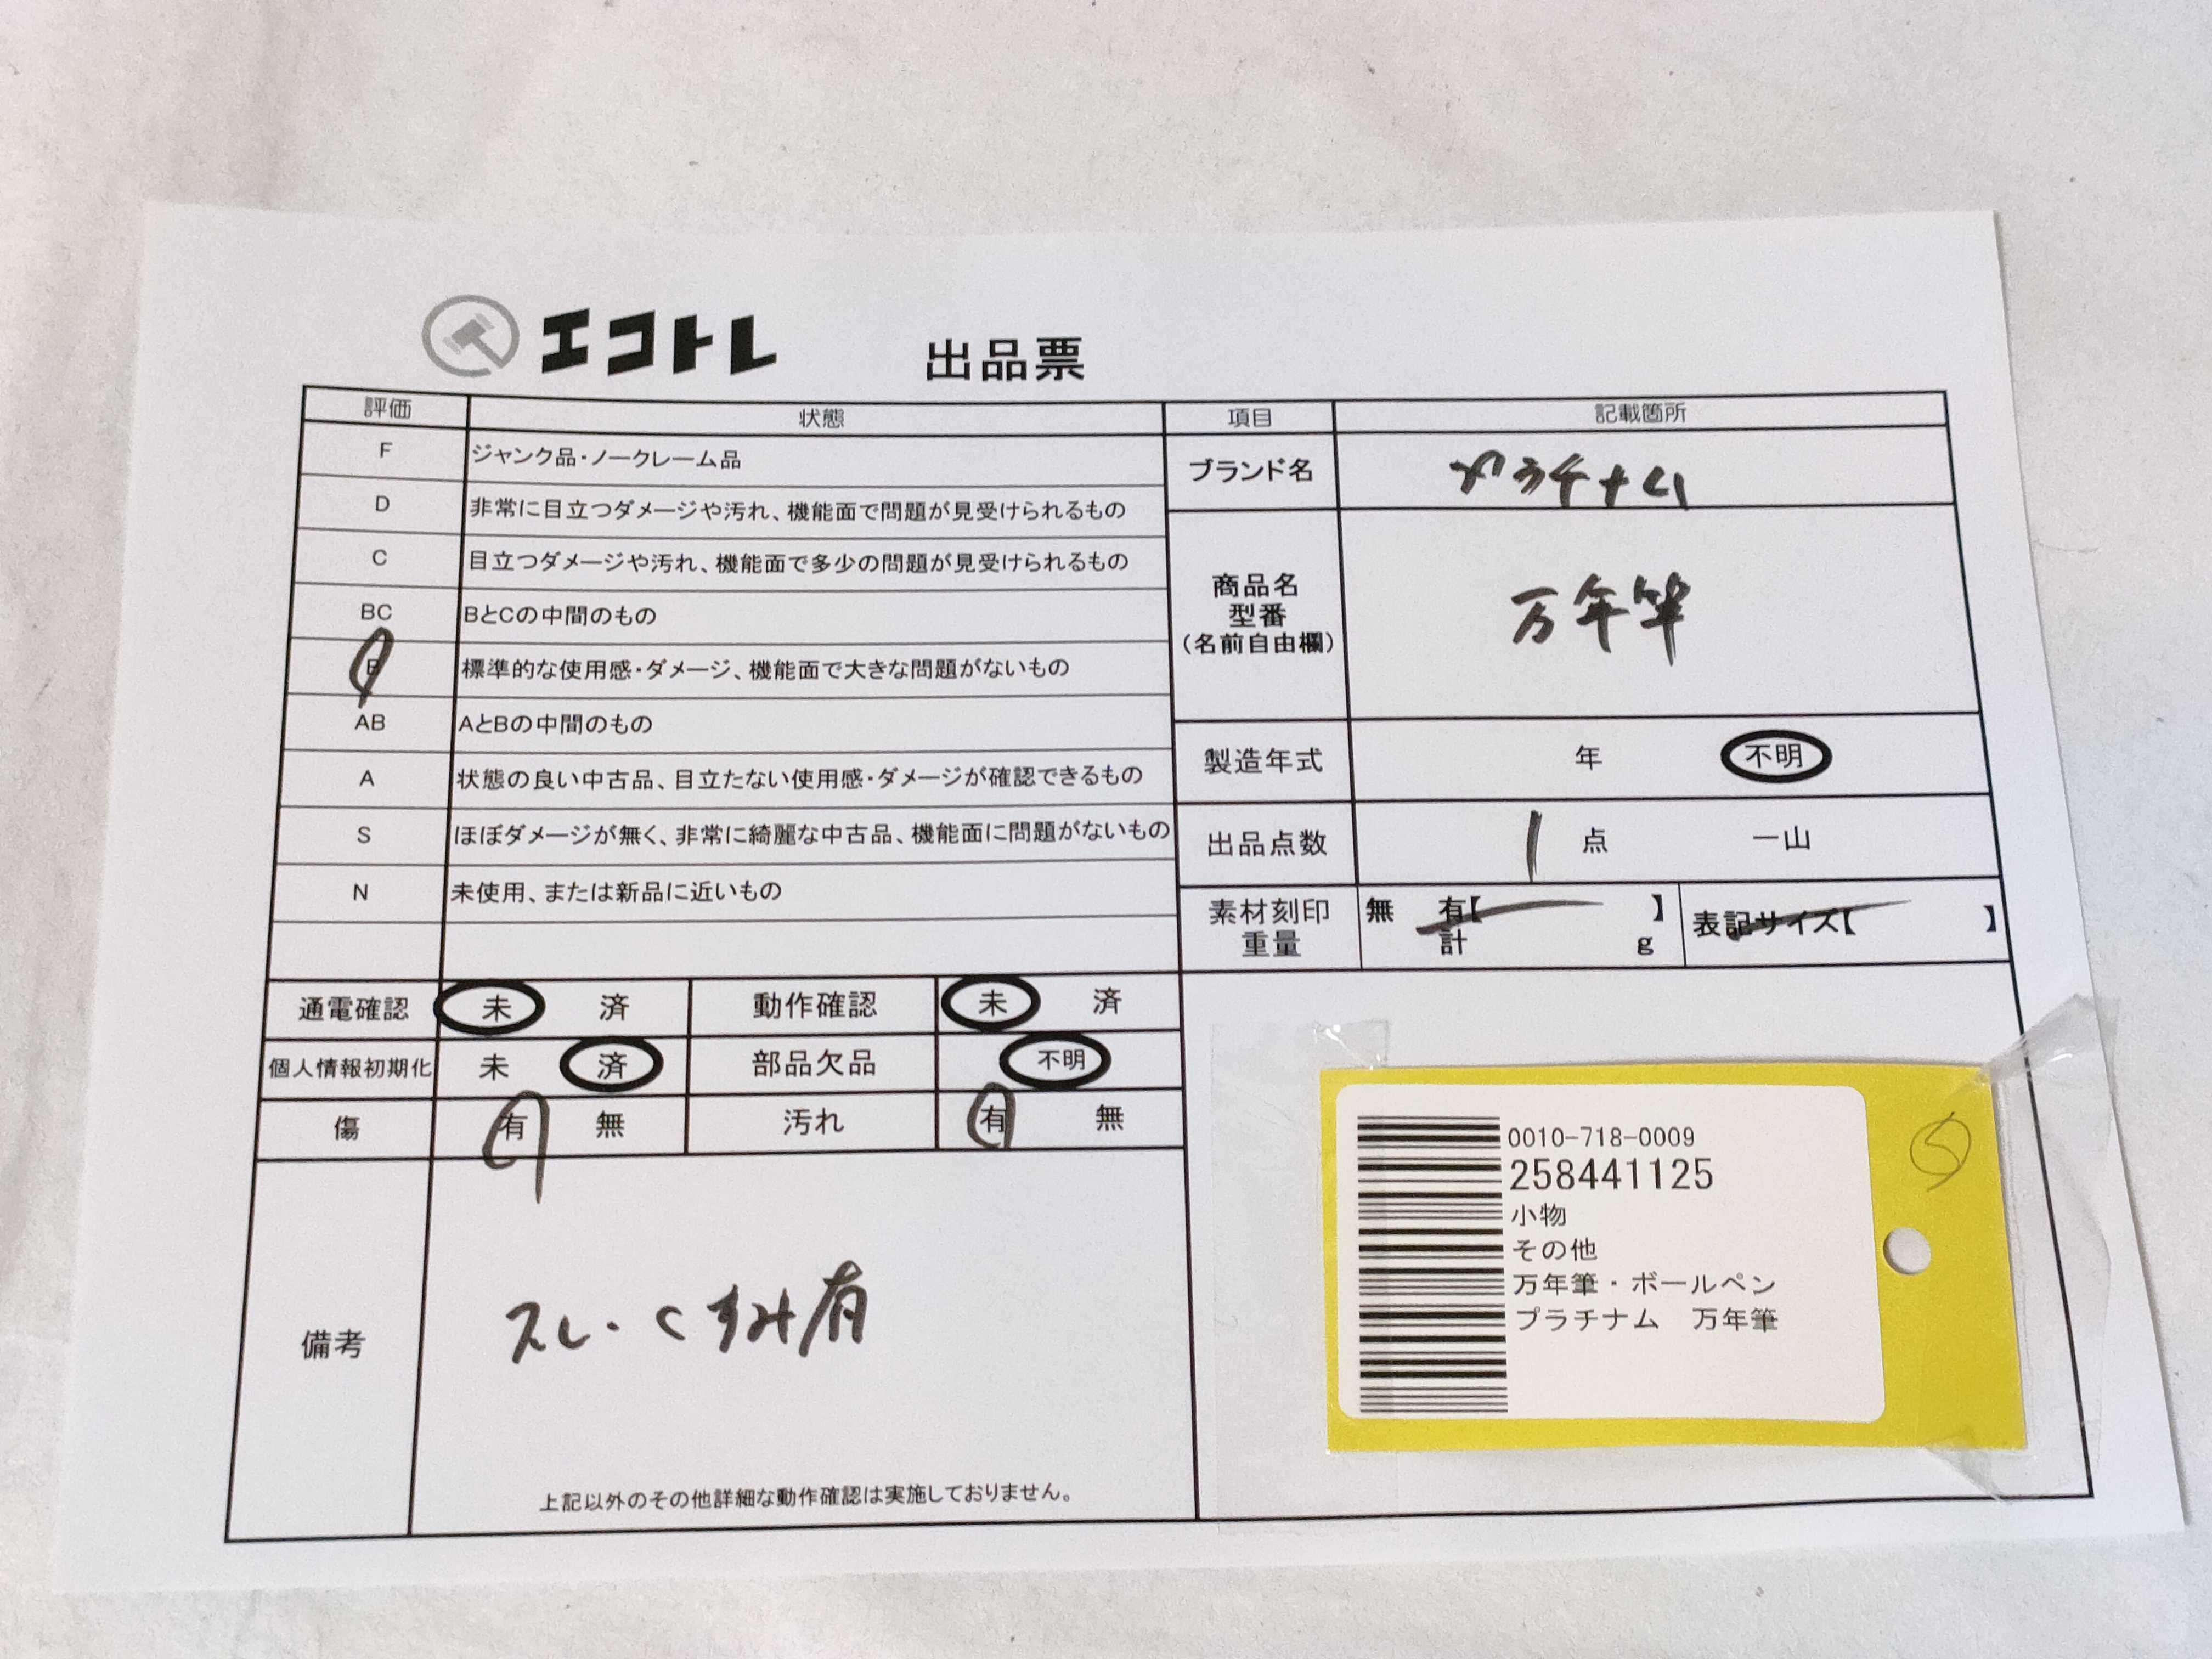 エコトレ 出品票
評価 状態 項目 記載箇所
F ジャンク品・ノークレーム品
D 非常に目立つダメージや汚れ、機能面で問題が見受けられるもの
C 目立つダメージや汚れ、機能面で多少の問題が見受けられるもの
BC BとCの中間のもの
B 標準的な使用感・ダメージ、機能面で大きな問題がないもの
AB AとBの中間のもの
A 状態の良い中古品、目立たない使用感・ダメージが確認できるもの
S ほぼダメージが無く、非常に綺麗な中古品、機能面に問題がないもの
N 未使用、または新品に近いもの
ブランド名
商品名
型番
(名前自由欄)
万年筆
製造年式 年 不明
出品点数 1 点 一山
素材刻印 無 有【 】 表記サイズ【 】
重量 計 g
通電確認 未 済 動作確認 未 済
個人情報初期化 未 済 部品欠品 不明
傷 有 無 汚れ 有 無
備考
スレ・くすみ有
上記以外のその他詳細な動作確認は実施しておりません。
0010-718-0009
258441125
小物
その他
万年筆・ボールペン
プラチナム 万年筆